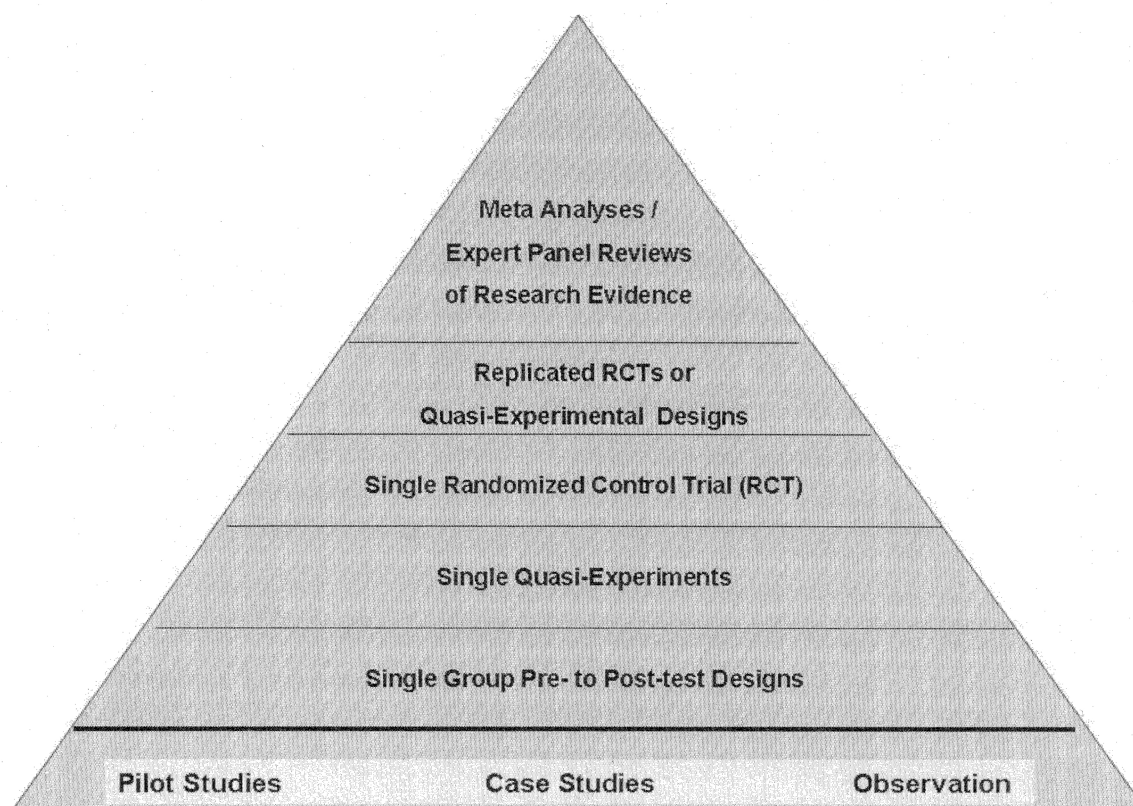 Meta Analyses /
Expert Panel Reviews
of Research Evidence
Replicated RCTs or
Quasi-Experimental Designs
Single Randomized Control Trial (RCT)
Single Quasi-Experiments
Single Group Pre- to Post-test Designs
Pilot Studies Case Studies Observation